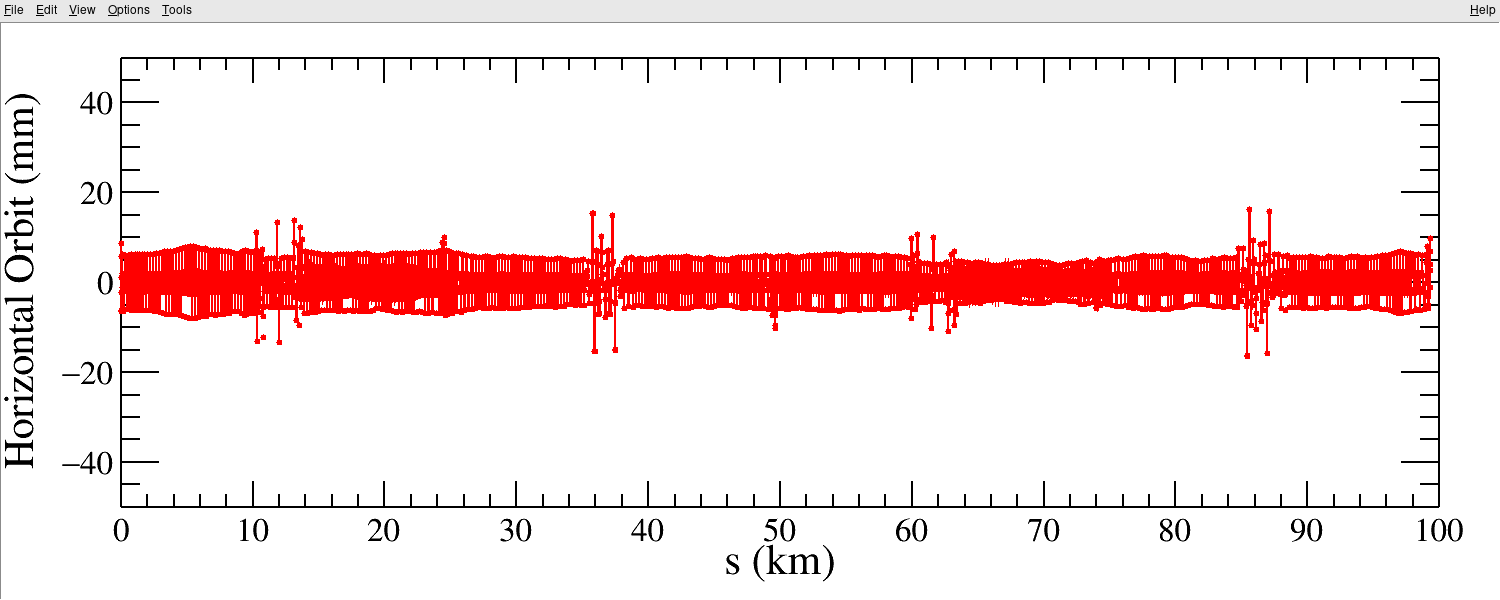 File Edit View Options Tools Help
Horizontal Orbit (mm)
40
20
0
−20
−40
0 10 20 30 40 50 60 70 80 90 100
s (km)